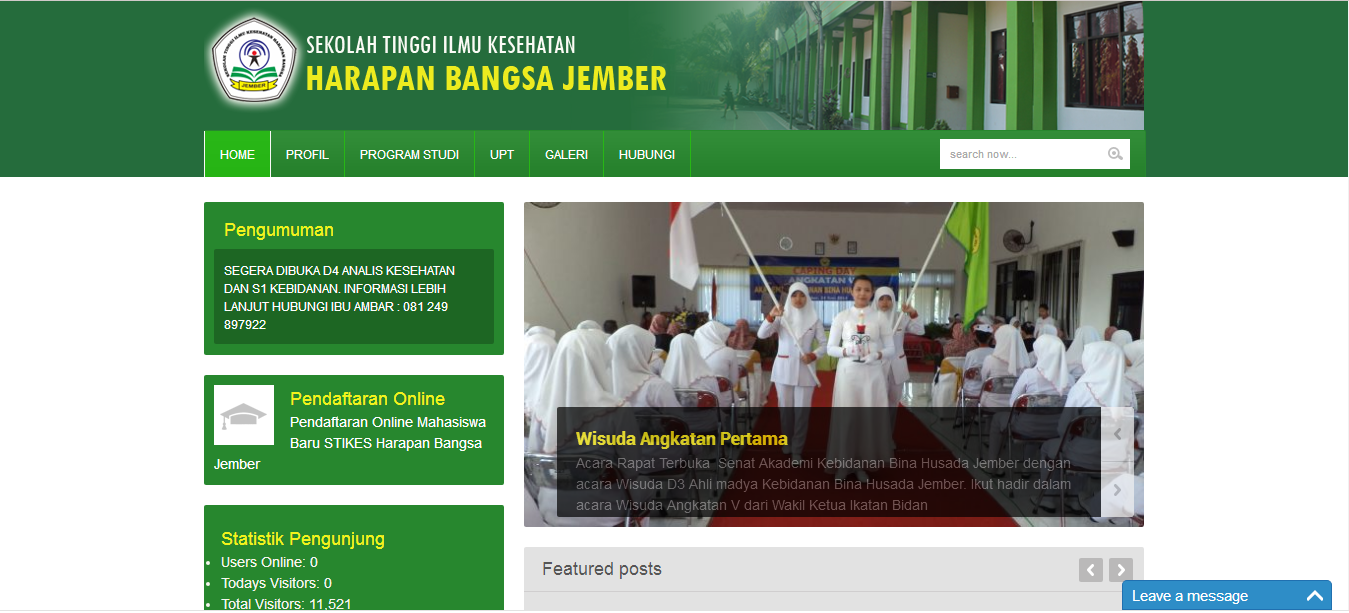 SEKOLAH TINGGI ILMU KESEHATAN
HARAPAN BANGSA JEMBER
JEMBER
HOME
PROFIL
PROGRAM STUDI
UPT
GALERI
HUBUNGI
search now...
Pengumuman
SEGERA DIBUKA D4 ANALIS KESEHATAN
DAN S1 KEBIDANAN. INFORMASI LEBIH
LANJUT HUBUNGI IBU AMBAR : 081 249
897922
Pendaftaran Online
Pendaftaran Online Mahasiswa
Baru STIKES Harapan Bangsa
Jember
Statistik Pengunjung
Users Online: 0
Todays Visitors: 0
Total Visitors: 11,521
CAPING DAY
ANGKATAN V
Wisuda Angkatan Pertama
Acara Rapat Terbuka Senat Akademi Kebidanan Bina Husada Jember dengan
acara Wisuda D3 Ahli madya Kebidanan Bina Husada Jember. Ikut hadir dalam
acara Wisuda Angkatan V dari Wakil Ketua Ikatan Bidan
Featured posts
Leave a message